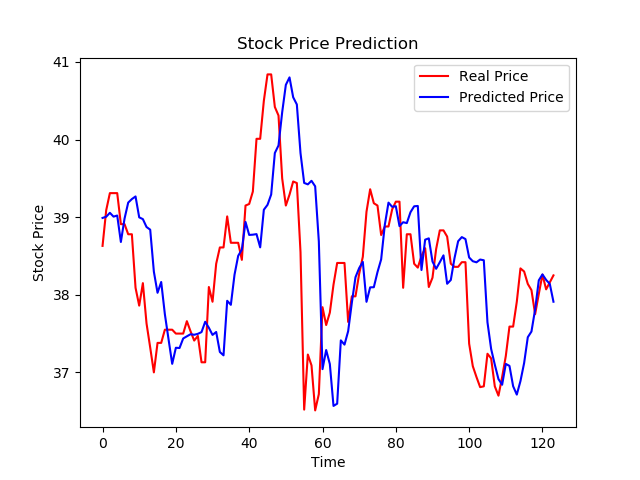 Stock Price Prediction
Real Price
Predicted Price
Stock Price
41
40
39
38
37
0 20 40 60 80 100 120
Time